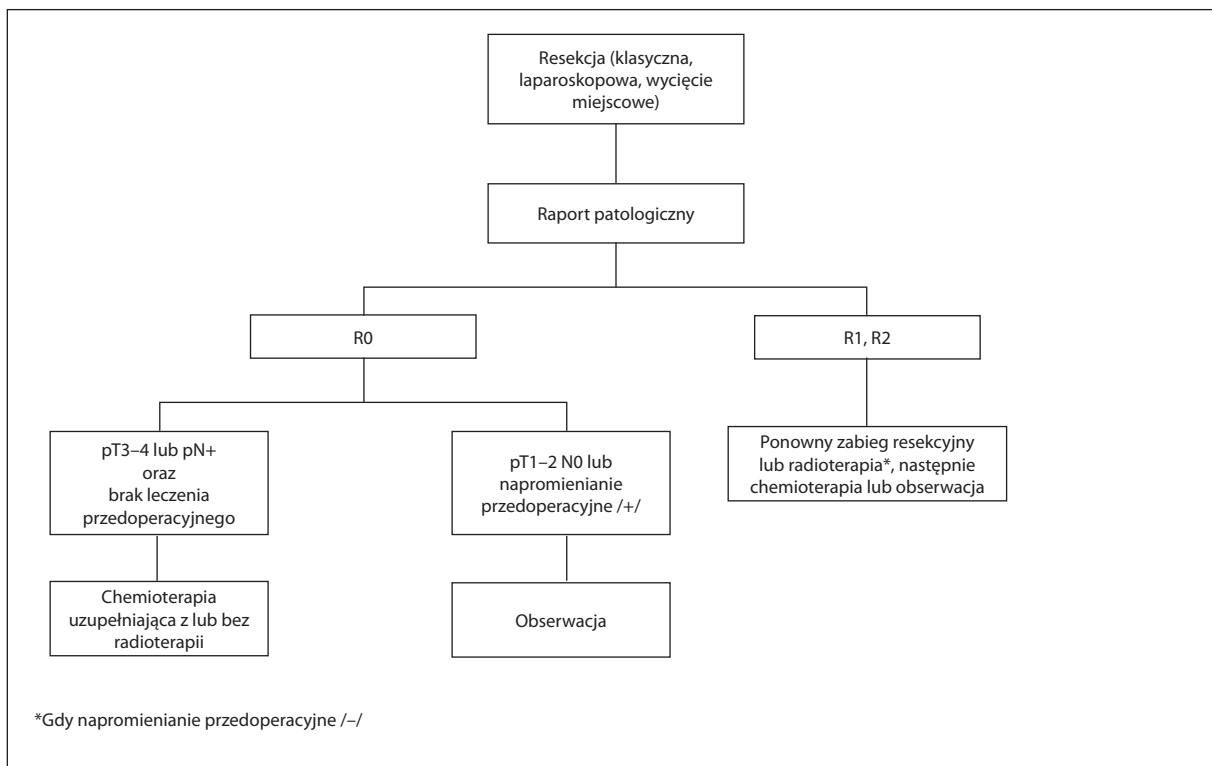 Resekcja (klasyczna,
laparoskopowa, wycięcie
miejscowe)
Raport patologiczny
R0
R1, R2
pT3–4 lub pN+
oraz
brak leczenia
przedoperacyjnego
pT1–2 N0 lub
napromienianie
przedoperacyjne /+/
Ponowny zabieg resekcyjny
lub radioterapia*, następnie
chemioterapia lub obserwacja
Chemioterapia
uzupełniająca z lub bez
radioterapii
Obserwacja
*Gdy napromienianie przedoperacyjne /–/